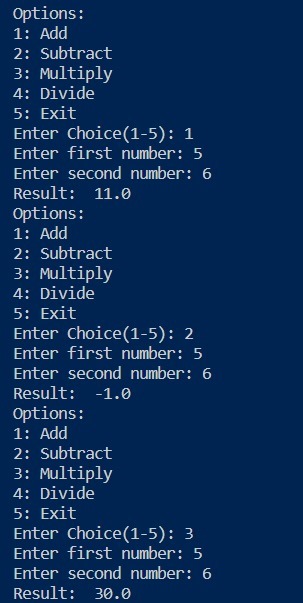 Options:
1: Add
2: Subtract
3: Multiply
4: Divide
5: Exit
Enter Choice(1-5): 1
Enter first number: 5
Enter second number: 6
Result:  11.0
Options:
1: Add
2: Subtract
3: Multiply
4: Divide
5: Exit
Enter Choice(1-5): 2
Enter first number: 5
Enter second number: 6
Result:  -1.0
Options:
1: Add
2: Subtract
3: Multiply
4: Divide
5: Exit
Enter Choice(1-5): 3
Enter first number: 5
Enter second number: 6
Result:  30.0